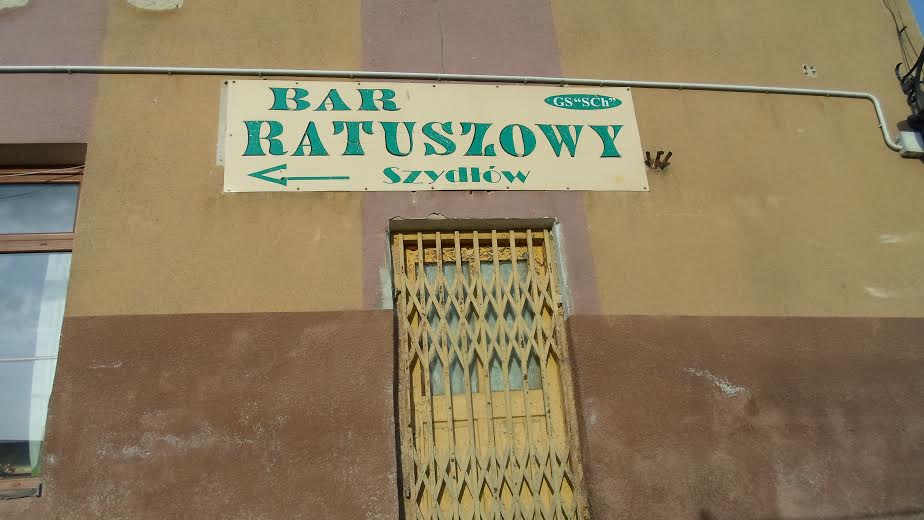 BAR GS "SCh"
RATUSZOWY
Szydłów